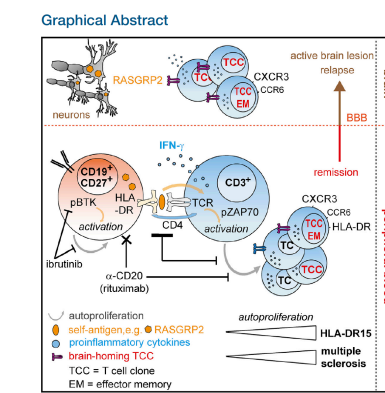 Graphical Abstract
active brain lesion
relapse
TCC
TC
RASGRP2
CXCR3
CCR6
TCC
EM
neurons
BBB
IFN-γ
remission
CD19+
CD27+
CD3+
HLA
-DR
pBTK
TCR
pZAP70
activation
CD4
activation
CXCR3
CCR6
HLA-DR
TCC
EM
TC
TCC
TC
ibrutinib
α-CD20
(rituximab)
autoproliferation
self-antigen,e.g. RASGRP2
proinflammatory cytokines
brain-homing TCC
TCC = T cell clone
EM = effector memory
autoproliferation
HLA-DR15
multiple
sclerosis